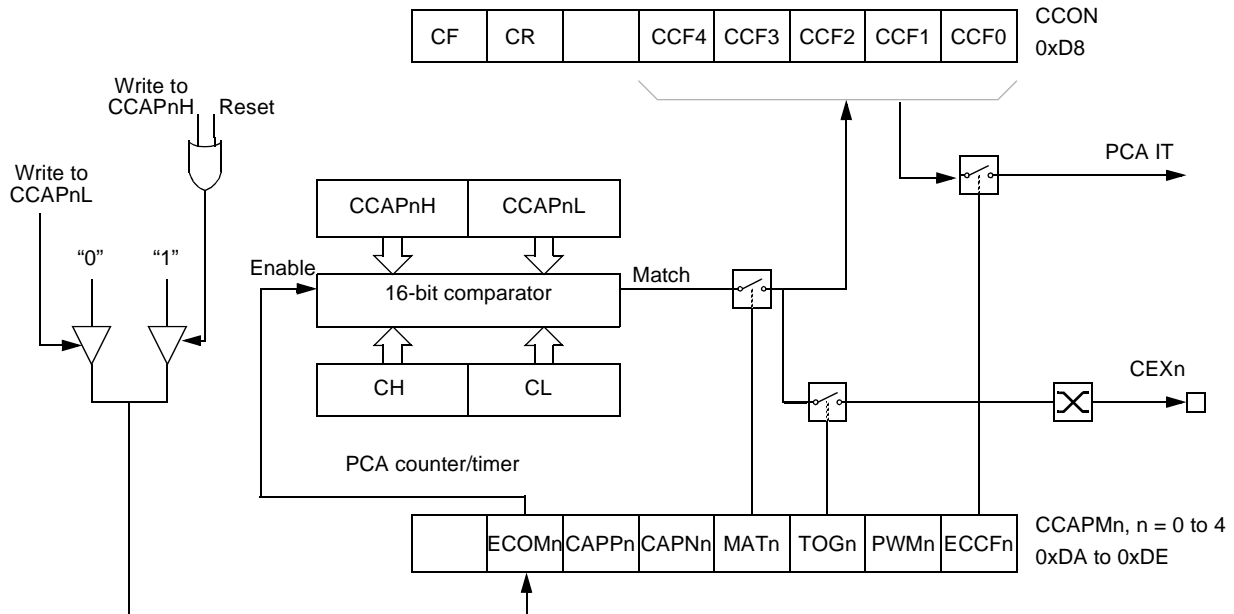 CF CR CCF4 CCF3 CCF2 CCF1 CCF0
CCON
0xD8
Write to
CCAPnH Reset
Write to
CCAPnL
PCA IT
CCAPnH CCAPnL
“0” “1”
Enable
16-bit comparator
Match
CH CL
CEXn
PCA counter/timer
ECOMn CAPPn CAPNn MATn TOGn PWMn ECCFn
CCAPMn, n = 0 to 4
0xDA to 0xDE